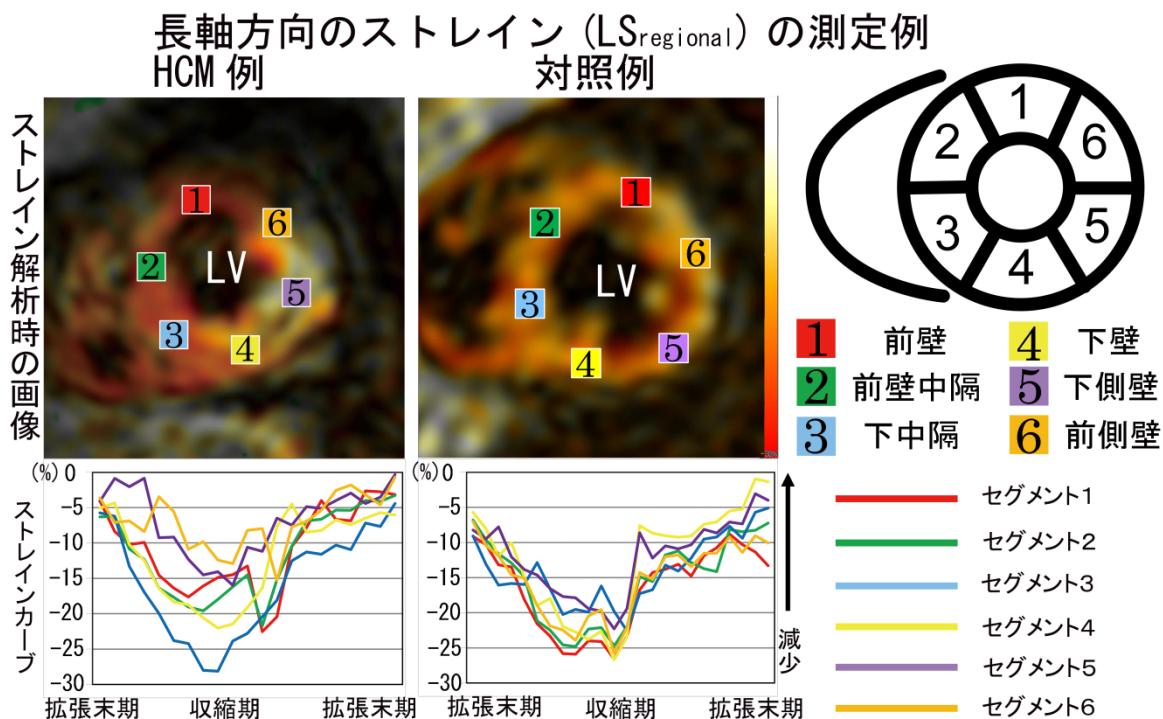 長軸方向のストレイン（LSregional）の測定例
HCM 例
対照例
ストレイン解析時の画像
1
2
3
4
5
6
LV
1
2
3
4
5
6
LV
1
2
3
4
5
6
1 前壁
2 前壁中隔
3 下中隔
4 下壁
5 下側壁
6 前側壁
ストレインカーブ
(%)
0
-5
-10
-15
-20
-25
-30
拡張末期 収縮期 拡張末期
(%)
0
-5
-10
-15
-20
-25
-30
拡張末期 収縮期 拡張末期
減少
セグメント1
セグメント2
セグメント3
セグメント4
セグメント5
セグメント6